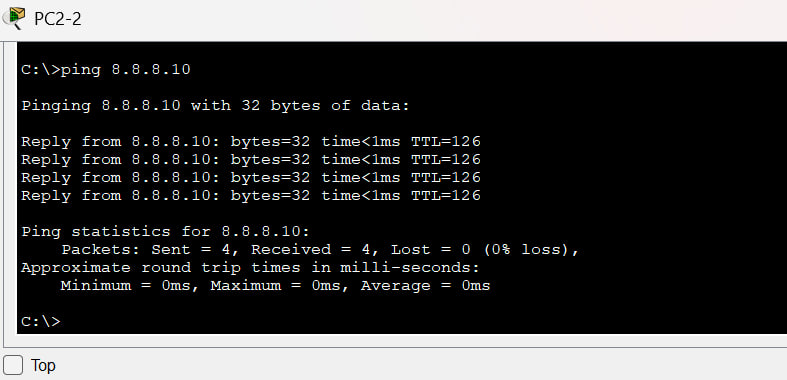 PC2-2
C:\>ping 8.8.8.10
Pinging 8.8.8.10 with 32 bytes of data:
Reply from 8.8.8.10: bytes=32 time<1ms TTL=126
Reply from 8.8.8.10: bytes=32 time<1ms TTL=126
Reply from 8.8.8.10: bytes=32 time<1ms TTL=126
Reply from 8.8.8.10: bytes=32 time<1ms TTL=126
Ping statistics for 8.8.8.10:
    Packets: Sent = 4, Received = 4, Lost = 0 (0% loss),
Approximate round trip times in milli-seconds:
    Minimum = 0ms, Maximum = 0ms, Average = 0ms
C:\>
Top